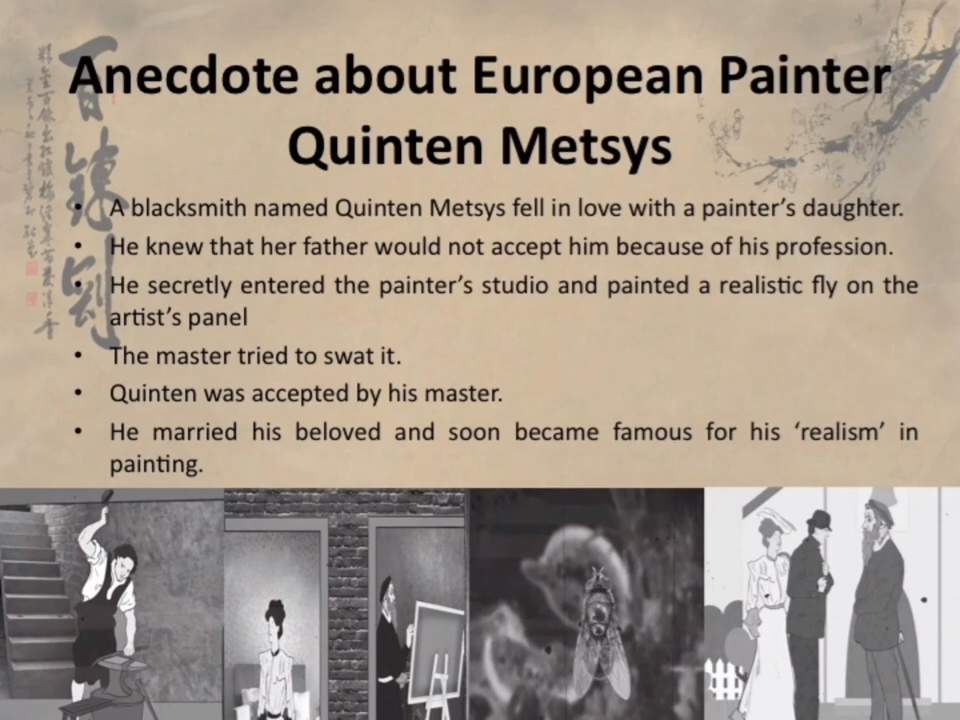 Anecdote about European Painter
Quinten Metsys
• A blacksmith named Quinten Metsys fell in love with a painter’s daughter.
• He knew that her father would not accept him because of his profession.
• He secretly entered the painter’s studio and painted a realistic fly on the
artist’s panel
• The master tried to swat it.
• Quinten was accepted by his master.
• He married his beloved and soon became famous for his ‘realism’ in
painting.